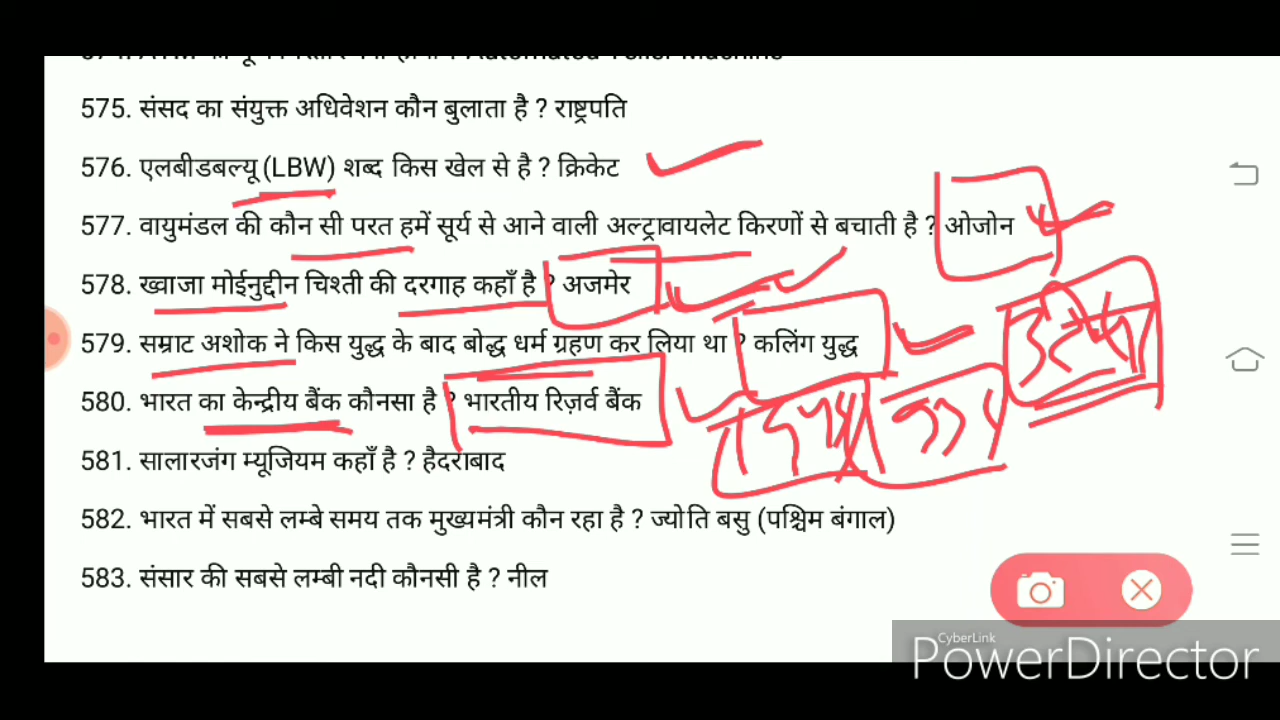 575. संसद का संयुक्त अधिवेशन कौन बुलाता है ? राष्ट्रपति
576. एलबीडबल्यू (LBW) शब्द किस खेल से है ? क्रिकेट
577. वायुमंडल की कौन सी परत हमें सूर्य से आने वाली अल्ट्रावायलेट किरणों से बचाती है ? ओजोन
578. ख्वाजा मोईनुद्दीन चिश्ती की दरगाह कहाँ है ? अजमेर
579. सम्राट अशोक ने किस युद्ध के बाद बोद्ध धर्म ग्रहण कर लिया था ? कलिंग युद्ध
580. भारत का केन्द्रीय बैंक कौनसा है ? भारतीय रिज़र्व बैंक
581. सालारजंग म्यूजियम कहाँ है ? हैदराबाद
582. भारत में सबसे लम्बे समय तक मुख्यमंत्री कौन रहा है ? ज्योति बसु (पश्चिम बंगाल)
583. संसार की सबसे लम्बी नदी कौनसी है ? नील
CyberLink
PowerDirector